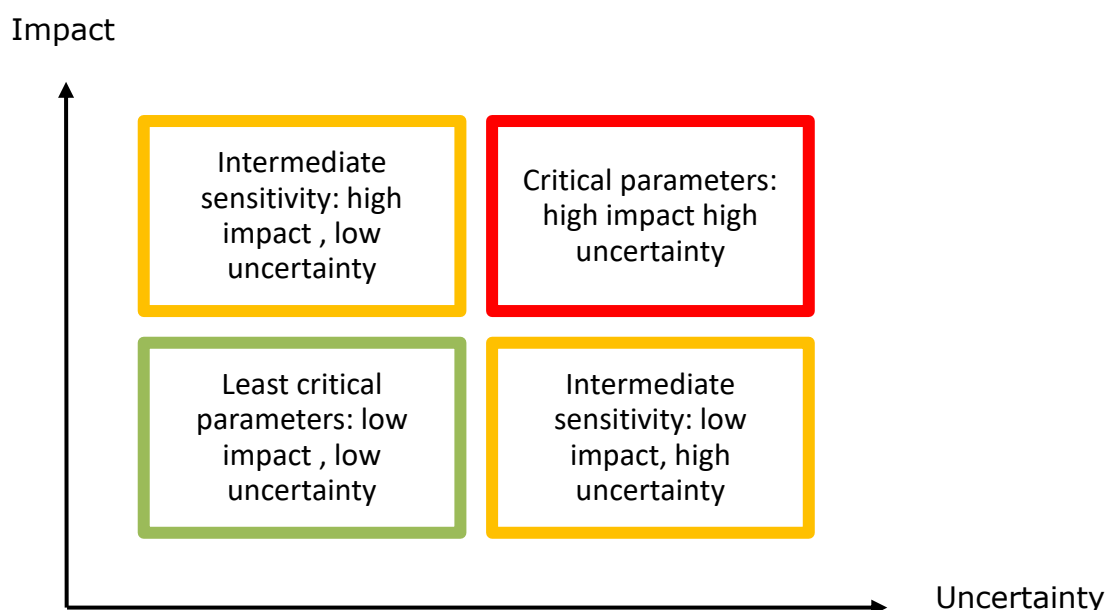 Impact
Intermediate
sensitivity: high
impact , low
uncertainty
Critical parameters:
high impact high
uncertainty
Least critical
parameters: low
impact , low
uncertainty
Intermediate
sensitivity: low
impact, high
uncertainty
Uncertainty